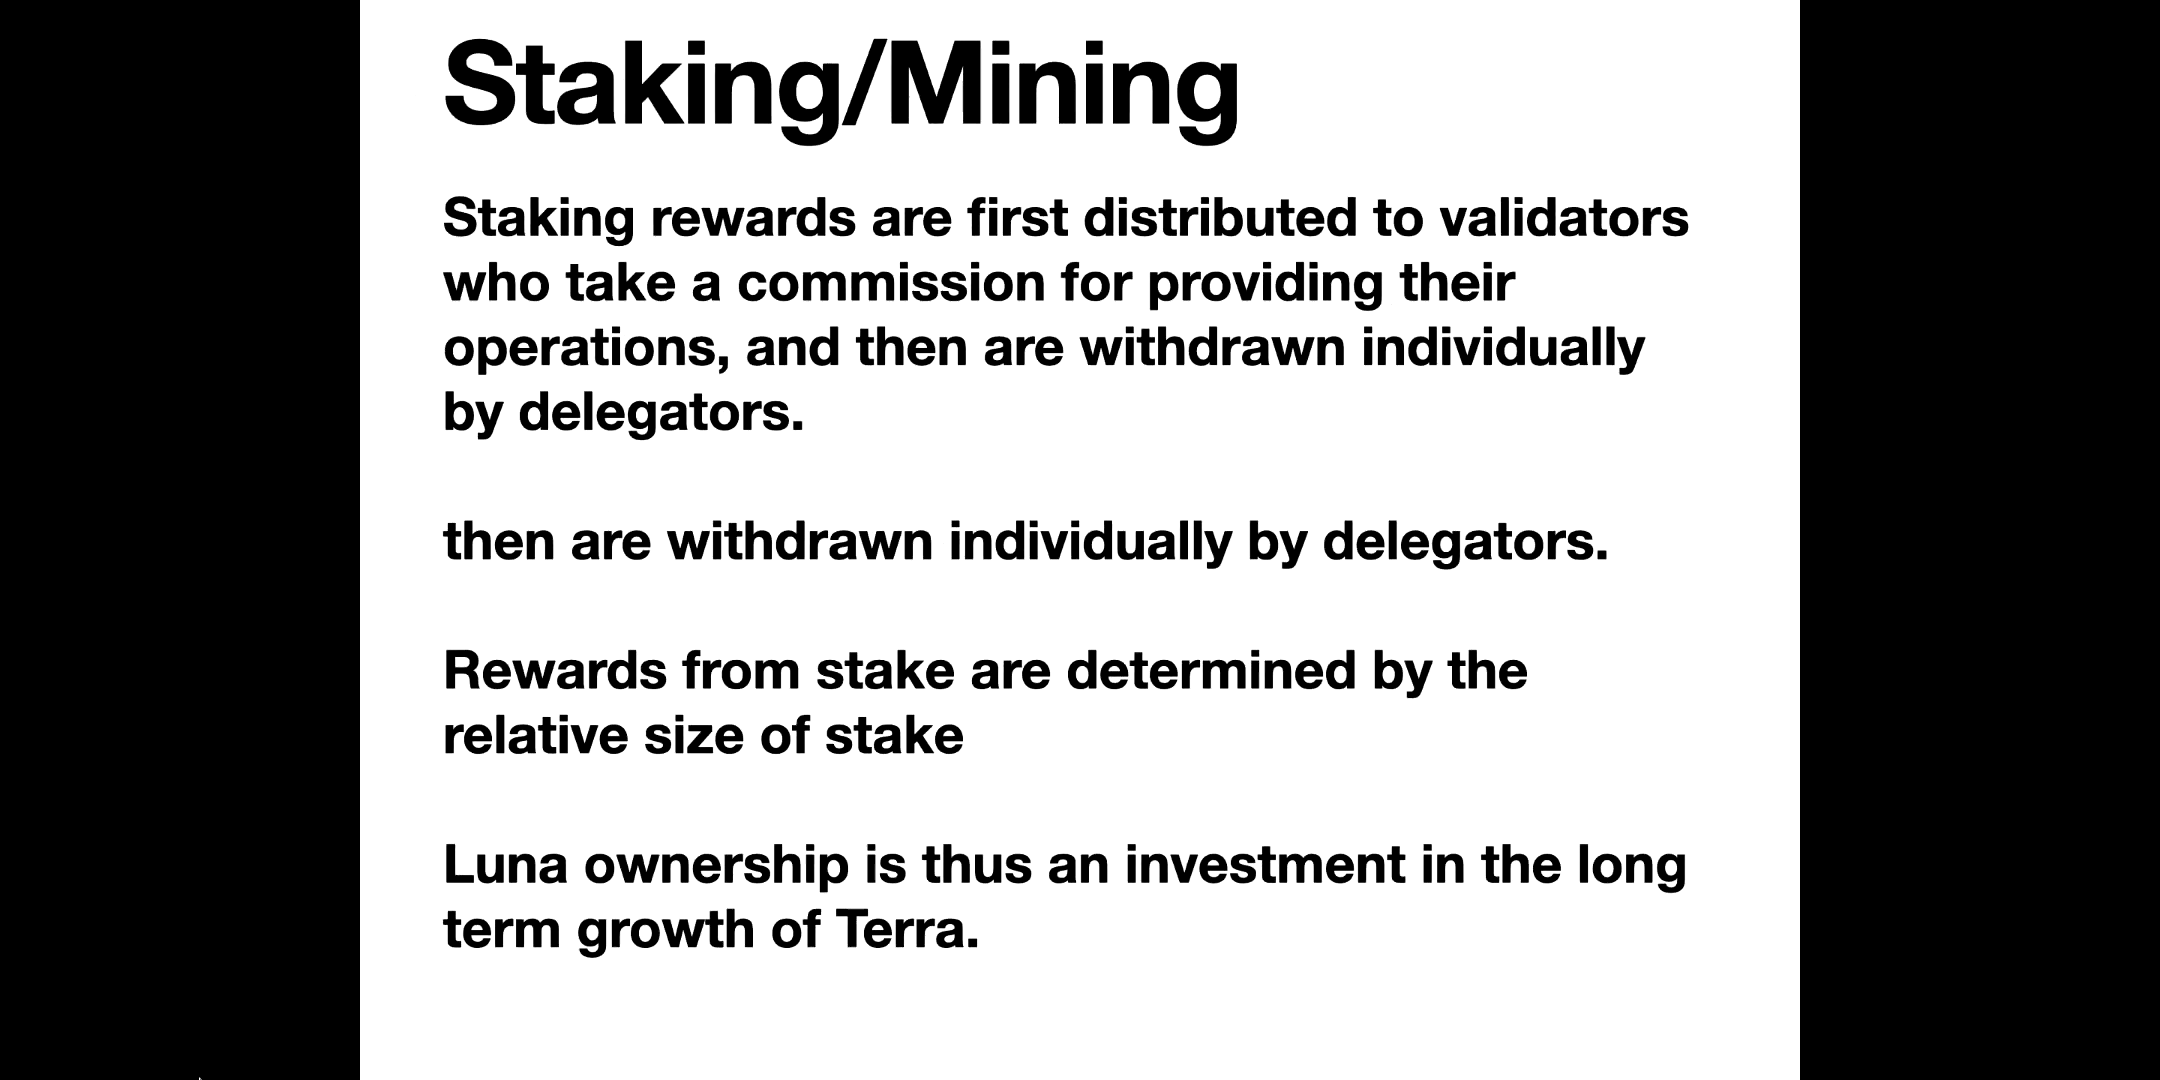 Staking/Mining
Staking rewards are first distributed to validators
who take a commission for providing their
operations, and then are withdrawn individually
by delegators.
then are withdrawn individually by delegators.
Rewards from stake are determined by the
relative size of stake
Luna ownership is thus an investment in the long
term growth of Terra.